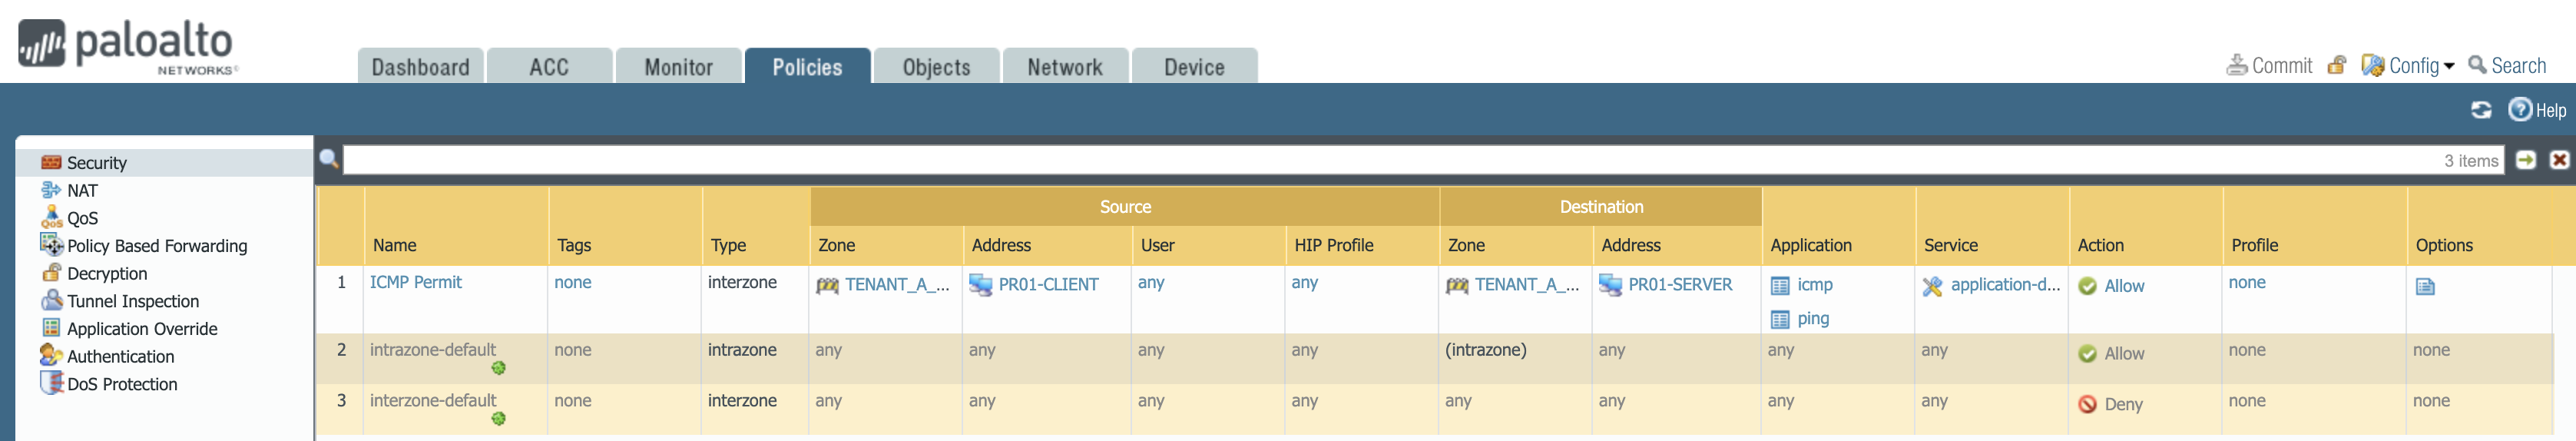 paloalto
NETWORKS®
Dashboard ACC Monitor Policies Objects Network Device
Commit Config Search
Help
Security
NAT
QoS
Policy Based Forwarding
Decryption
Tunnel Inspection
Application Override
Authentication
DoS Protection
3 items
Source Destination
Name Tags Type Zone Address User HIP Profile Zone Address Application Service Action Profile Options
1 ICMP Permit none interzone TENANT_A_... PR01-CLIENT any any TENANT_A_... PR01-SERVER icmp application-d... Allow none
ping
2 intrazone-default none intrazone any any any any (intrazone) any any any Allow none none
3 interzone-default none interzone any any any any any any any any Deny none none